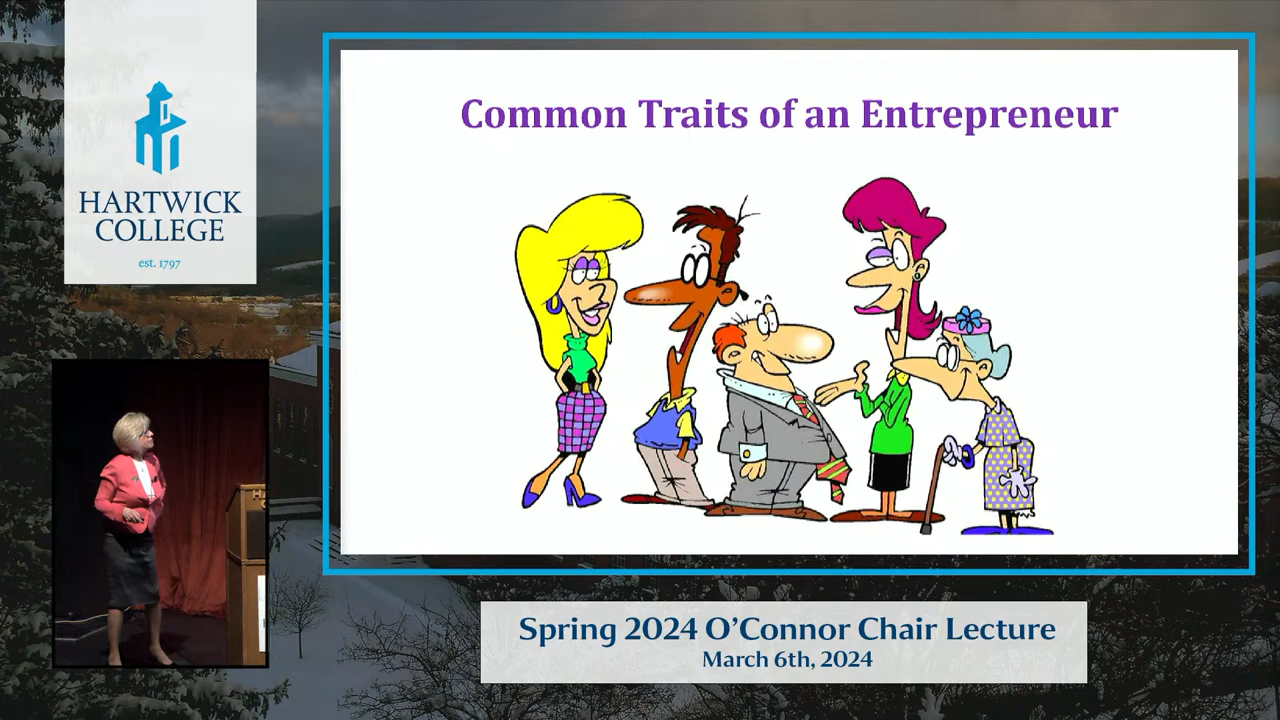 HARTWICK
COLLEGE
est. 1797
Common Traits of an Entrepreneur
Spring 2024 O'Connor Chair Lecture
March 6th, 2024